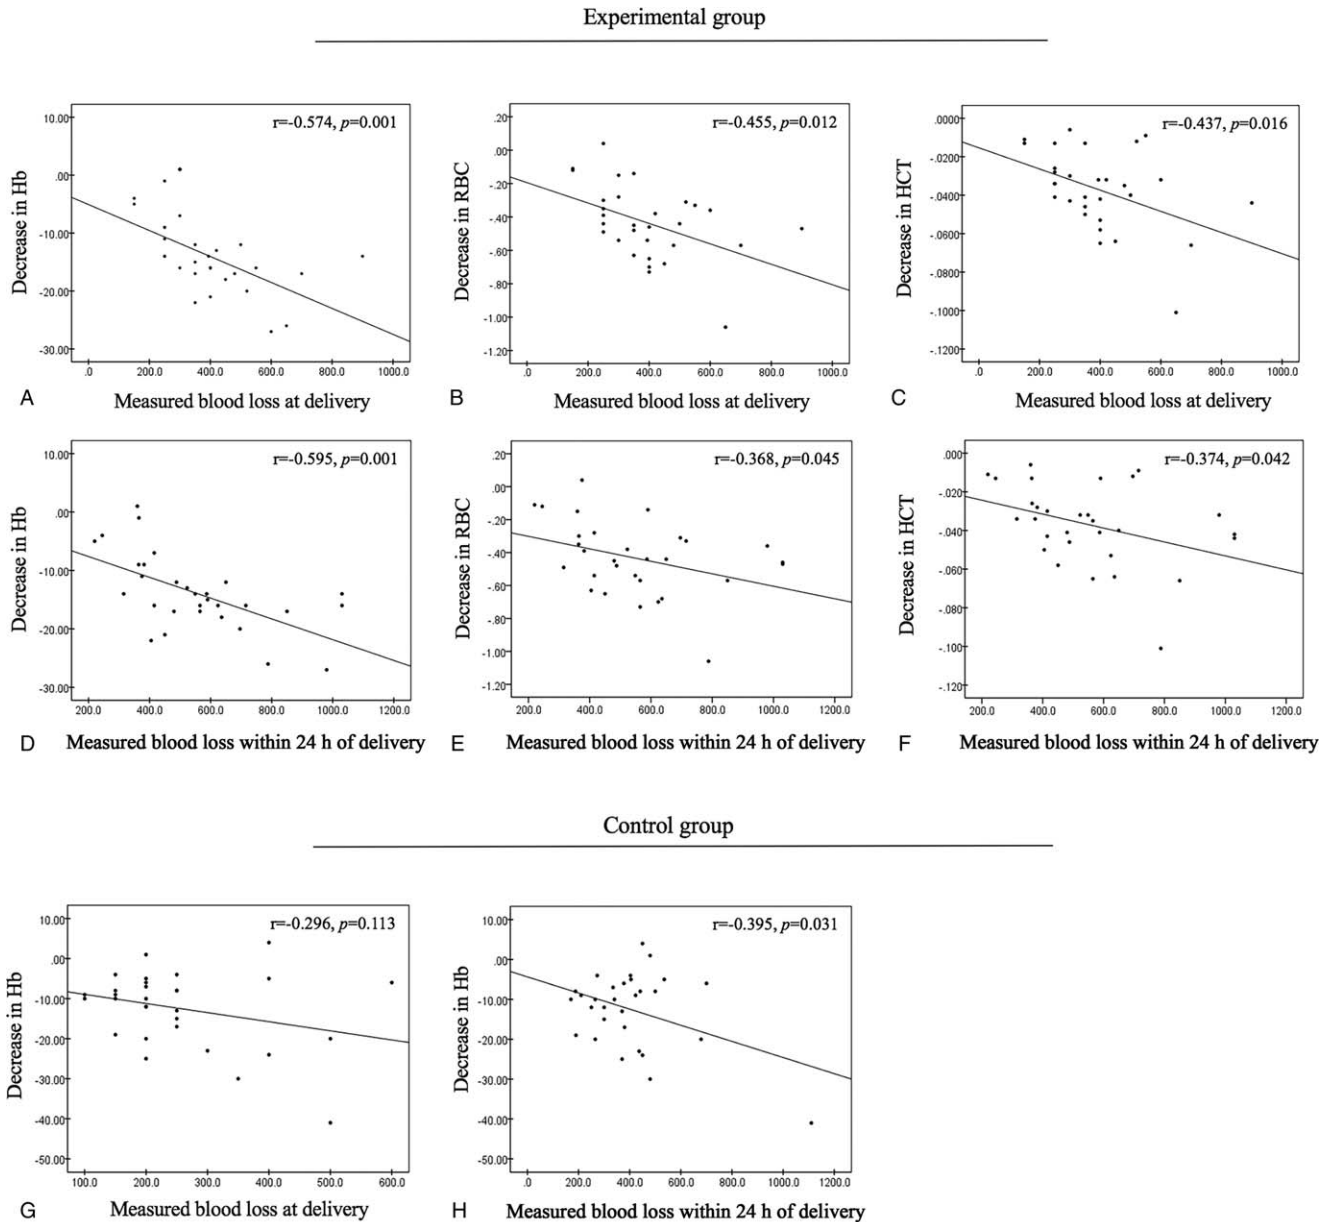 Experimental group
r=-0.574, p=0.001
10.00
.00
-10.00
-20.00
-30.00
Decrease in Hb
.0 200.0 400.0 600.0 800.0 1000.0
A Measured blood loss at delivery
r=-0.455, p=0.012
.20
.00
-.20
-.40
-.60
-.80
-1.00
-1.20
Decrease in RBC
.0 200.0 400.0 600.0 800.0 1000.0
B Measured blood loss at delivery
r=-0.437, p=0.016
.0000
-.0200
-.0400
-.0600
-.0800
-.1000
-.1200
Decrease in HCT
.0 200.0 400.0 600.0 800.0 1000.0
C Measured blood loss at delivery
r=-0.595, p=0.001
10.00
.00
-10.00
-20.00
-30.00
Decrease in Hb
200.0 400.0 600.0 800.0 1000.0 1200.0
D Measured blood loss within 24 h of delivery
r=-0.368, p=0.045
.20
.00
-.20
-.40
-.60
-.80
-1.00
-1.20
Decrease in RBC
200.0 400.0 600.0 800.0 1000.0 1200.0
E Measured blood loss within 24 h of delivery
r=-0.374, p=0.042
.000
-.020
-.040
-.060
-.080
-.100
-.120
Decrease in HCT
200.0 400.0 600.0 800.0 1000.0 1200.0
F Measured blood loss within 24 h of delivery
Control group
r=-0.296, p=0.113
10.00
.00
-10.00
-20.00
-30.00
-40.00
-50.00
Decrease in Hb
100.0 200.0 300.0 400.0 500.0 600.0
G Measured blood loss at delivery
r=-0.395, p=0.031
10.00
.00
-10.00
-20.00
-30.00
-40.00
-50.00
Decrease in Hb
.0 200.0 400.0 600.0 800.0 1000.0 1200.0
H Measured blood loss within 24 h of delivery